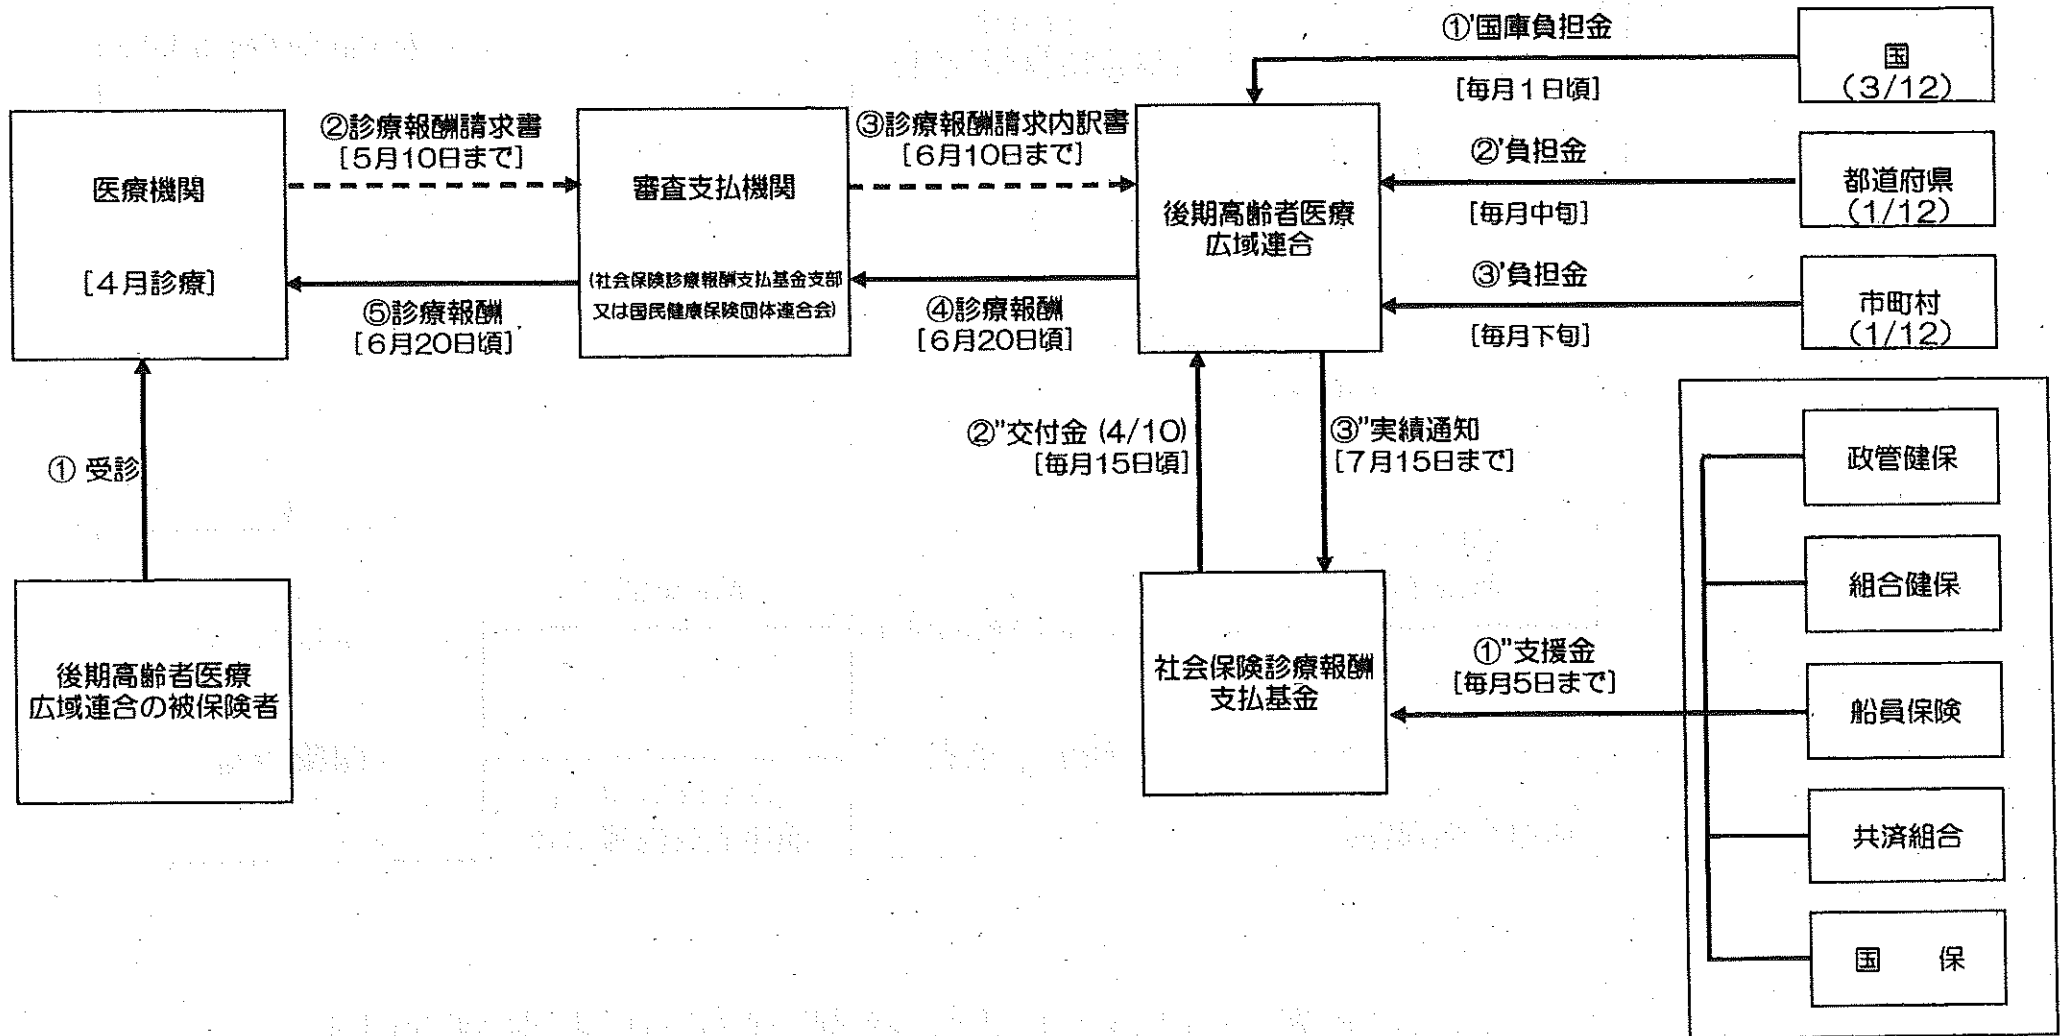 ①'国庫負担金
[毎月1日頃]
国
(3/12)
②診療報酬請求書
[5月10日まで]
③診療報酬請求内訳書
[6月10日まで]
②'負担金
[毎月中旬]
都道府県
(1/12)
医療機関
[4月診療]
審査支払機関
(社会保険診療報酬支払基金支部
又は国民健康保険団体連合会)
後期高齢者医療
広域連合
③'負担金
[毎月下旬]
市町村
(1/12)
⑤診療報酬
[6月20日頃]
④診療報酬
[6月20日頃]
① 受診
②"交付金 (4/10)
[毎月15日頃]
③"実績通知
[7月15日まで]
政管健保
組合健保
後期高齢者医療
広域連合の被保険者
社会保険診療報酬
支払基金
①"支援金
[毎月5日まで]
船員保険
共済組合
国 保